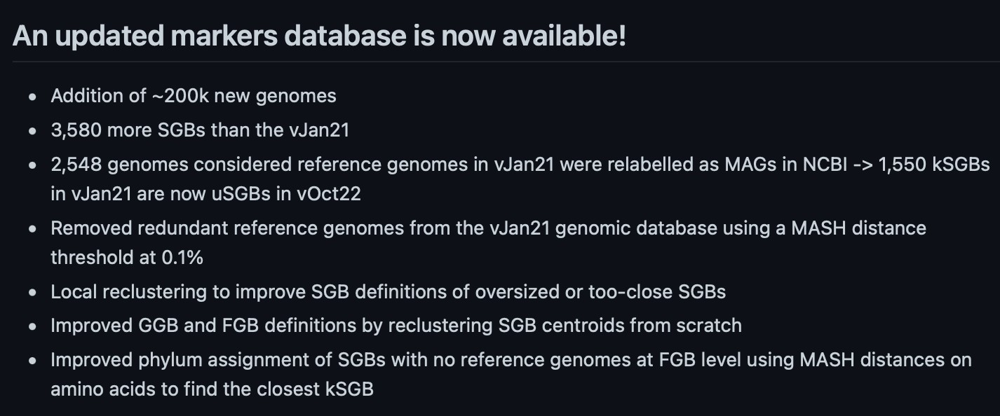 An updated markers database is now available!
• Addition of ~200k new genomes
• 3,580 more SGBs than the vJan21
• 2,548 genomes considered reference genomes in vJan21 were relabelled as MAGs in NCBI -> 1,550 kSGBs
in vJan21 are now uSGBs in vOct22
• Removed redundant reference genomes from the vJan21 genomic database using a MASH distance
threshold at 0.1%
• Local reclustering to improve SGB definitions of oversized or too-close SGBs
• Improved GGB and FGB definitions by reclustering SGB centroids from scratch
• Improved phylum assignment of SGBs with no reference genomes at FGB level using MASH distances on
amino acids to find the closest kSGB